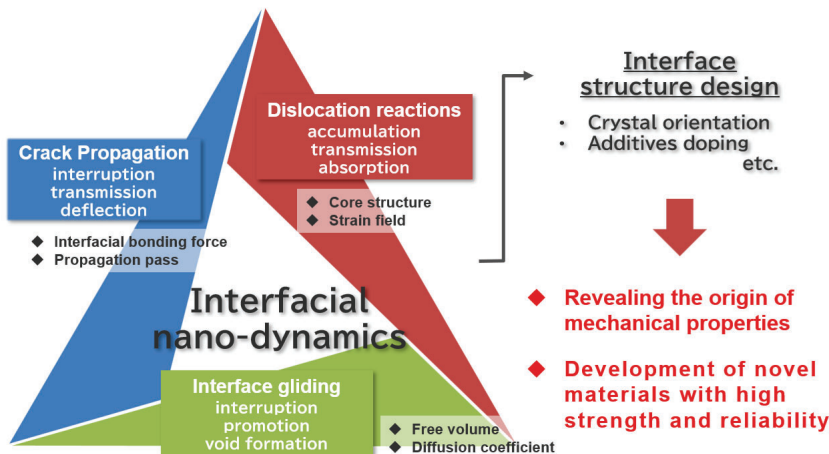 Crack Propagation
interruption
transmission
deflection
◆ Interfacial bonding force
◆ Propagation pass
Dislocation reactions
accumulation
transmission
absorption
◆ Core structure
◆ Strain field
Interfacial
nano-dynamics
Interface gliding
interruption
promotion
void formation
◆ Free volume
◆ Diffusion coefficient
Interface
structure design
・ Crystal orientation
・ Additives doping
etc.
◆ Revealing the origin of
mechanical properties
◆ Development of novel
materials with high
strength and reliability